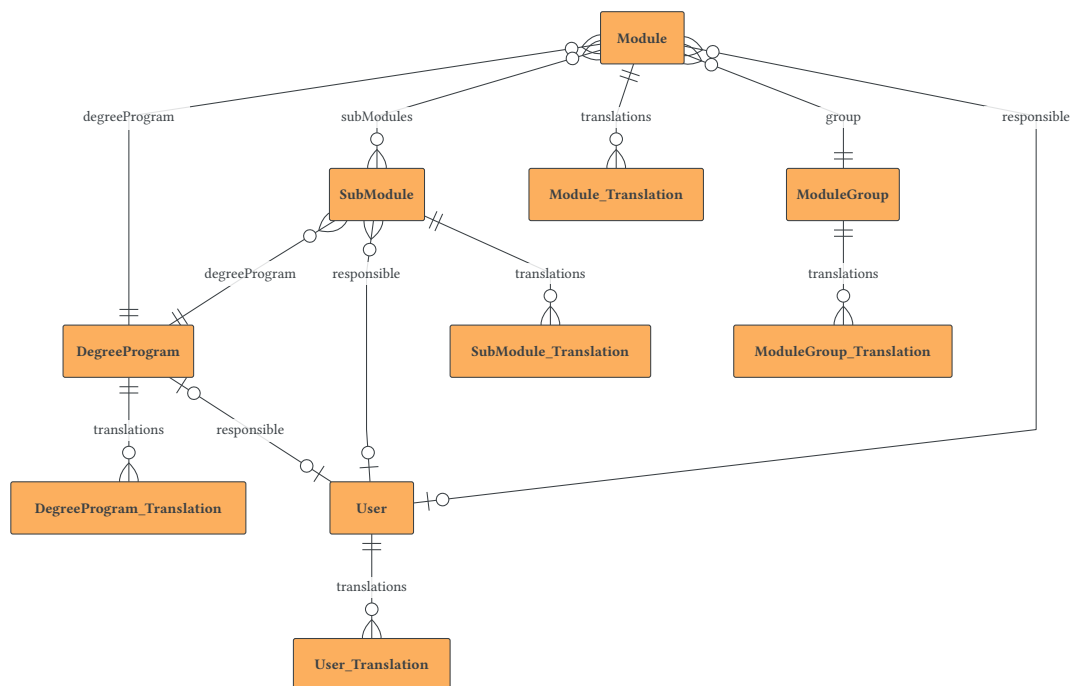 Module
degreeProgram
subModules
translations
group
responsible
SubModule
Module_Translation
ModuleGroup
degreeProgram
responsible
translations
translations
DegreeProgram
SubModule_Translation
ModuleGroup_Translation
translations
responsible
DegreeProgram_Translation
User
translations
User_Translation